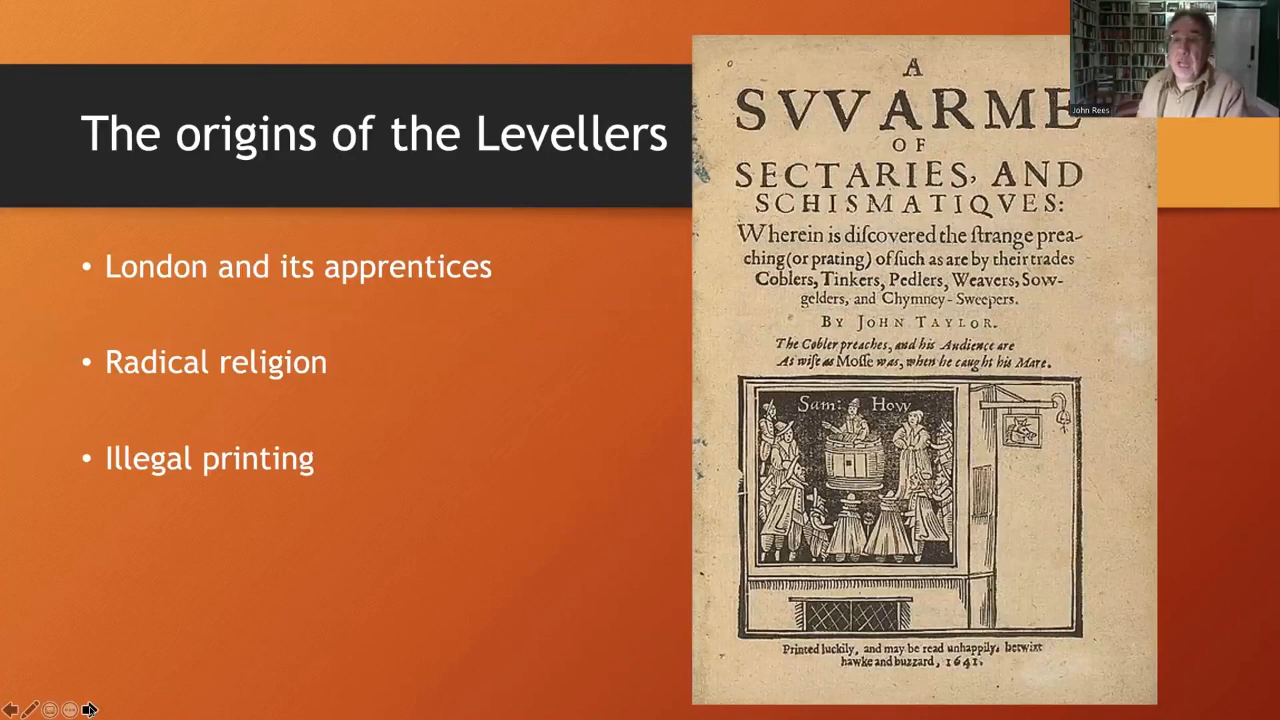 The origins of the Levellers
• London and its apprentices
• Radical religion
• Illegal printing
A
SVVARME
OF
SECTARIES, AND
SCHISMATIQVES:
Wherein is diſcovered the ſtrange prea-
ching (or prating) of ſuch as are by their trades
Coblers, Tinkers, Pedlers, Weavers, Sow-
gelders, and Chymney-Sweepers.
BY JOHN TAYLOR.
The Cobler preaches, and his Audience are
As wiſe as Moſſe was, when he caught his Mare.
Sam: How
Printed luckily, and may be read unhappily, betwixt
hawke and buzzard, 1641.
John Rees